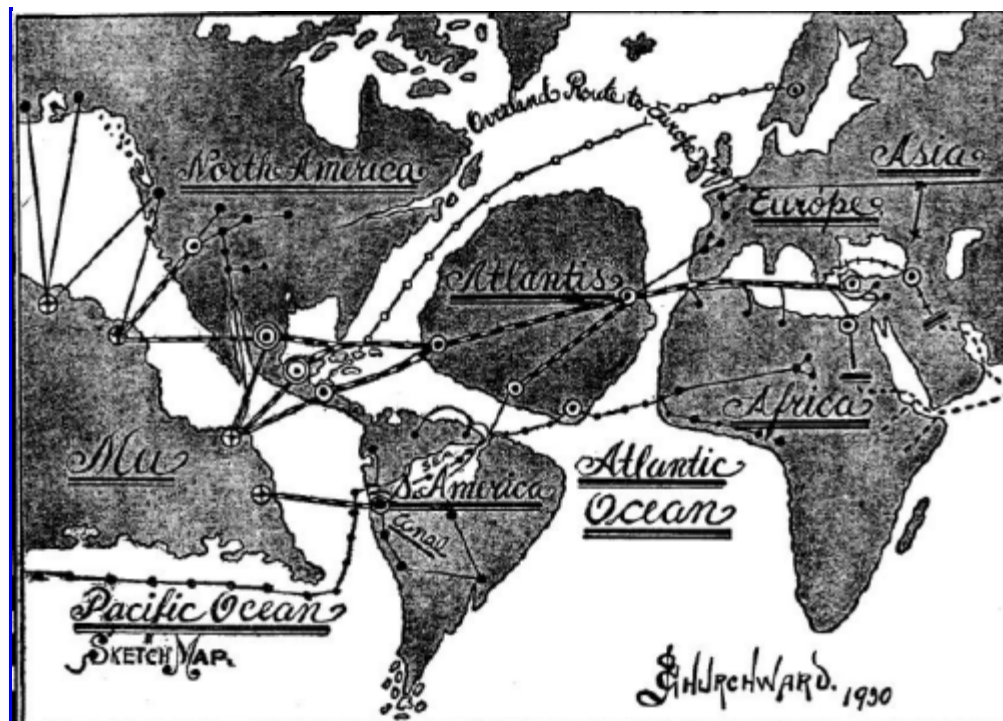 Overland Route to Europe
North America
Asia
Europe
Atlantis
Africa
Mu
SEA
S. America
Canal
Atlantic
Ocean
Pacific Ocean
SKETCH MAP.
J CHURCHWARD. 1930